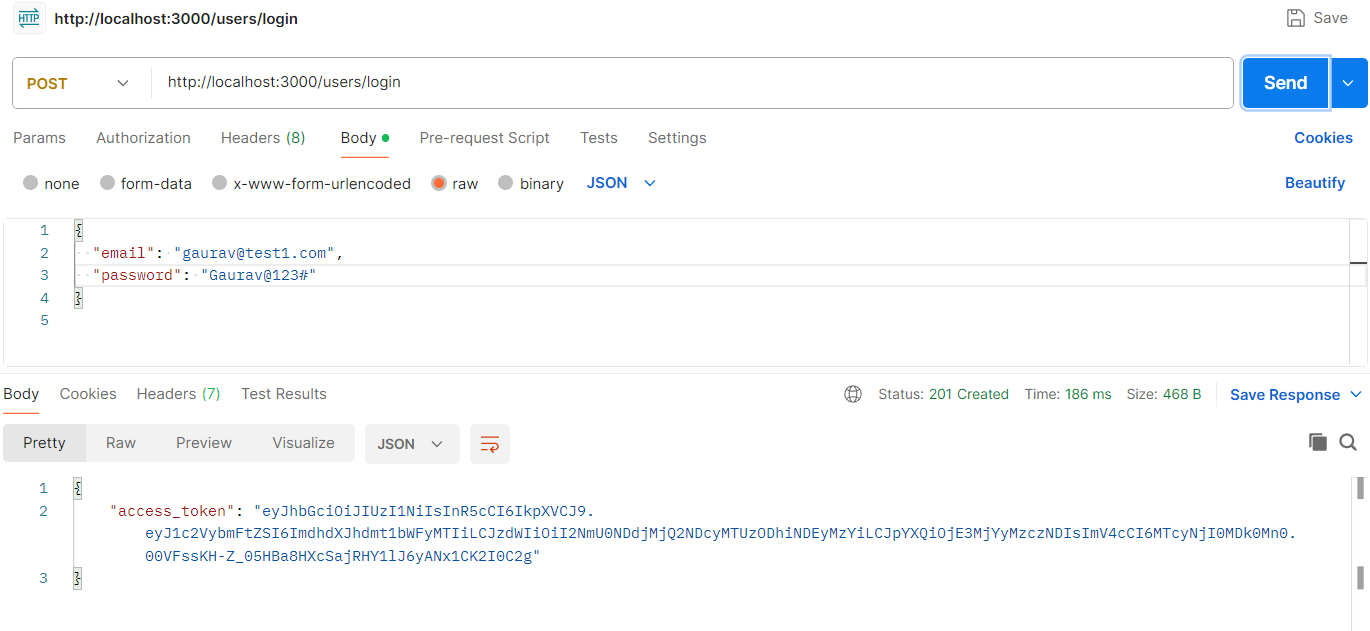 HTTP http://localhost:3000/users/login Save
POST http://localhost:3000/users/login Send
Params Authorization Headers (8) Body Pre-request Script Tests Settings Cookies
none form-data x-www-form-urlencoded raw binary JSON Beautify
1 {
2 "email": "gaurav@test1.com",
3 "password": "Gaurav@123#"
4 }
5
Body Cookies Headers (7) Test Results Status: 201 Created Time: 186 ms Size: 468 B Save Response
Pretty Raw Preview Visualize JSON
1 {
2 "access_token": "eyJhbGciOiJIUzI1NiIsInR5cCI6IkpXVCJ9.
eyJ1c2VybmFtZSI6ImdhdXJhdmt1bWFyMTIiLCJzdWIiOiI2NmU0NDdjMjQ2NDcyMTUzODhiNDEyMzYiLCJpYXQiOjE3MjYyMzczNDIsImV4cCI6MTcyNjI0MDk0Mn0.
00VFssKH-Z_05HBa8HXcSajRHY1lJ6yANx1CK2I0C2g"
3 }